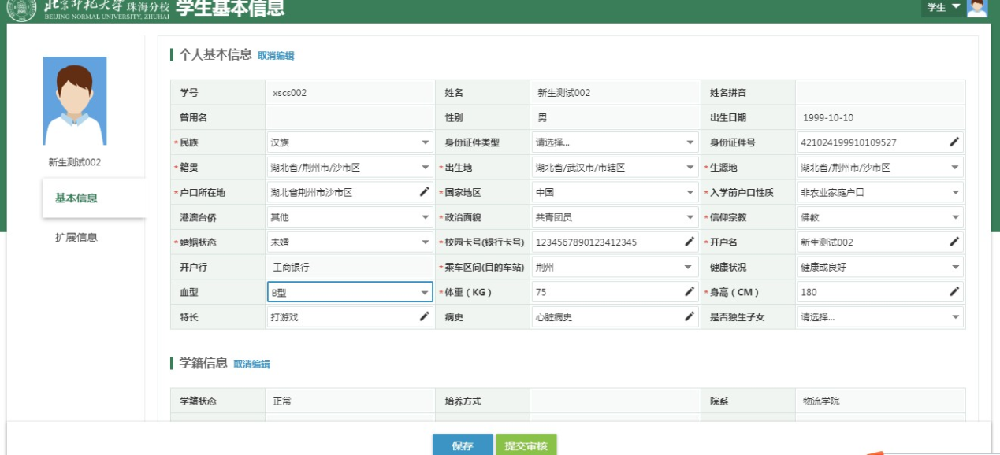 北京师范大学 珠海分校 学生基本信息 学生
BEIJING NORMAL UNIVERSITY, ZHUHAI
个人基本信息 取消编辑
学号 xscs002 姓名 新生测试002 姓名拼音
曾用名 性别 男 出生日期 1999-10-10
*民族 汉族 身份证件类型 请选择... 身份证件号 421024199910109527
新生测试002
*籍贯 湖北省/荆州市/沙市区 *出生地 湖北省/武汉市/市辖区 *生源地 湖北省/荆州市/沙市区
基本信息
*户口所在地 湖北省荆州市沙市区 *国家地区 中国 *入学前户口性质 非农业家庭户口
港澳台侨 其他 *政治面貌 共青团员 *信仰宗教 佛教
扩展信息
*婚姻状态 未婚 *校园卡号(银行卡号) 1234567890123412345 *开户名 新生测试002
开户行 工商银行 *乘车区间(目的车站) 荆州 健康状况 健康或良好
血型 B型 *体重（KG） 75 *身高（CM） 180
特长 打游戏 病史 心脏病史 是否独生子女 请选择...
学籍信息 取消编辑
学籍状态 正常 培养方式 院系 物流学院
保存 提交审核